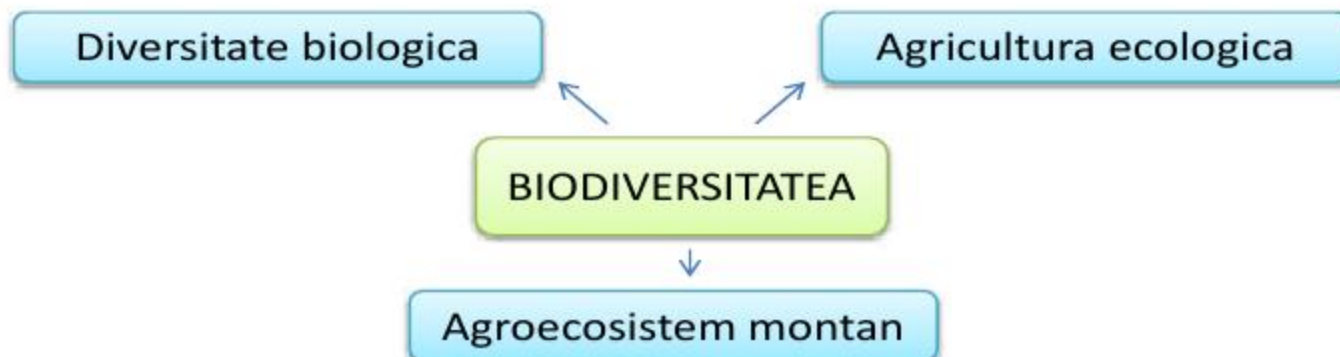 Diversitate biologica
Agricultura ecologica
BIODIVERSITATEA
Agroecosistem montan